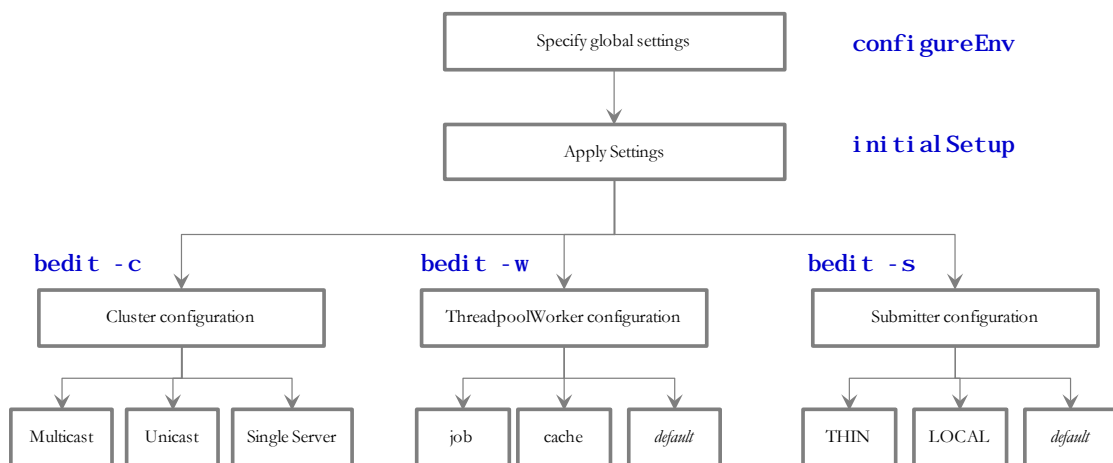 Specify global settings
configureEnv
Apply Settings
initialSetup
bedit -c
bedit -w
bedit -s
Cluster configuration
ThreadpoolWorker configuration
Submitter configuration
Multicast
Unicast
Single Server
job
cache
default
THIN
LOCAL
default